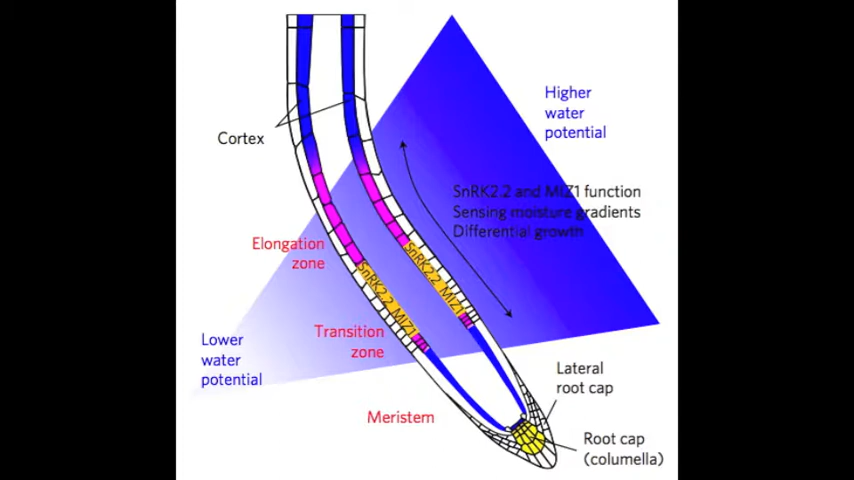 Higher
water
potential
Cortex
SnRK2.2 and MIZ1 function
Sensing moisture gradients
Differential growth
Elongation
zone
SnRK2.2 MIZ1
SnRK2.2 MIZ1
Transition
zone
Lower
water
potential
Lateral
root cap
Meristem
Root cap
(columella)